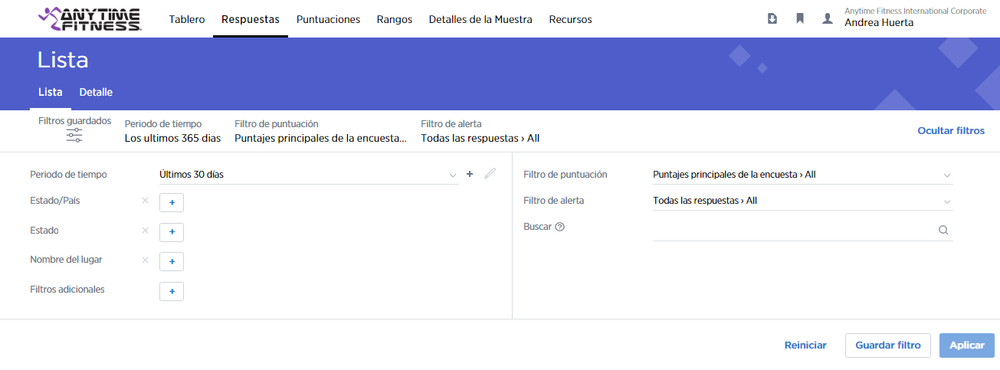 ANYTIME FITNESS.
Tablero Respuestas Puntuaciones Rangos Detalles de la Muestra Recursos
Anytime Fitness International Corporate
Andrea Huerta
Lista
Lista Detalle
Filtros guardados
Periodo de tiempo
Los ultimos 365 dias
Filtro de puntuación
Puntajes principales de la encuesta...
Filtro de alerta
Todas las respuestas › All
Ocultar filtros
Periodo de tiempo Últimos 30 días
Estado/País
Estado
Nombre del lugar
Filtros adicionales
Filtro de puntuación Puntajes principales de la encuesta › All
Filtro de alerta Todas las respuestas › All
Buscar
Reiniciar Guardar filtro Aplicar